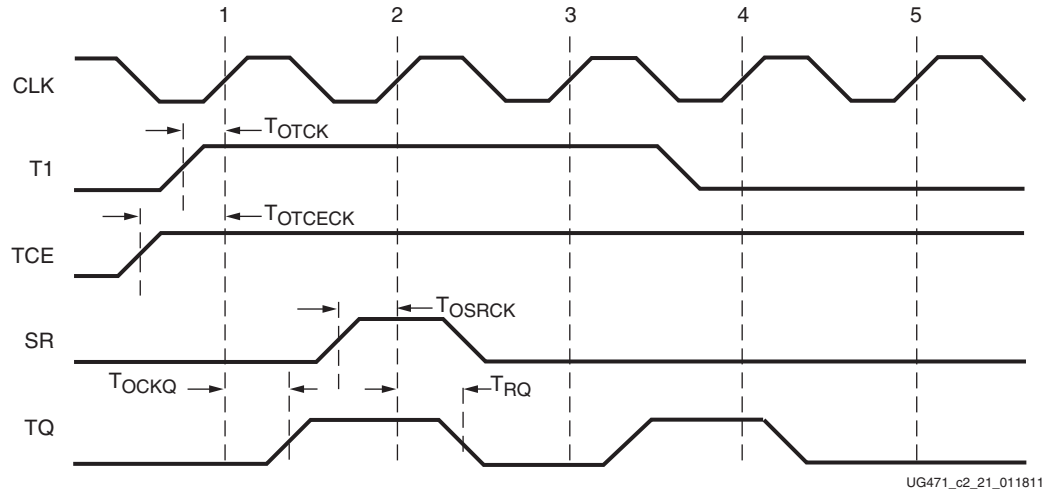 1 2 3 4 5
CLK
TOTCK
T1
TOTCECK
TCE
TOSRCK
SR
TOCKQ TRQ
TQ
UG471_c2_21_011811